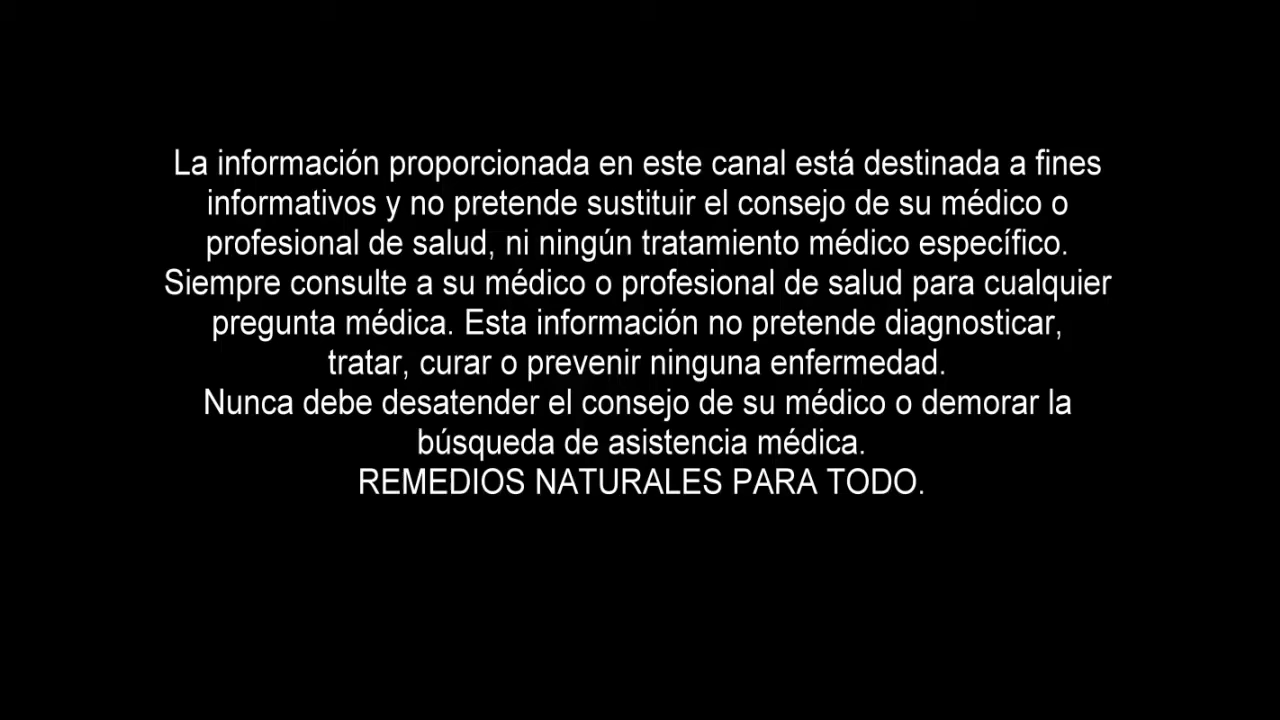 La información proporcionada en este canal está destinada a fines
informativos y no pretende sustituir el consejo de su médico o
profesional de salud, ni ningún tratamiento médico específico.
Siempre consulte a su médico o profesional de salud para cualquier
pregunta médica. Esta información no pretende diagnosticar,
tratar, curar o prevenir ninguna enfermedad.
Nunca debe desatender el consejo de su médico o demorar la
búsqueda de asistencia médica.
REMEDIOS NATURALES PARA TODO.